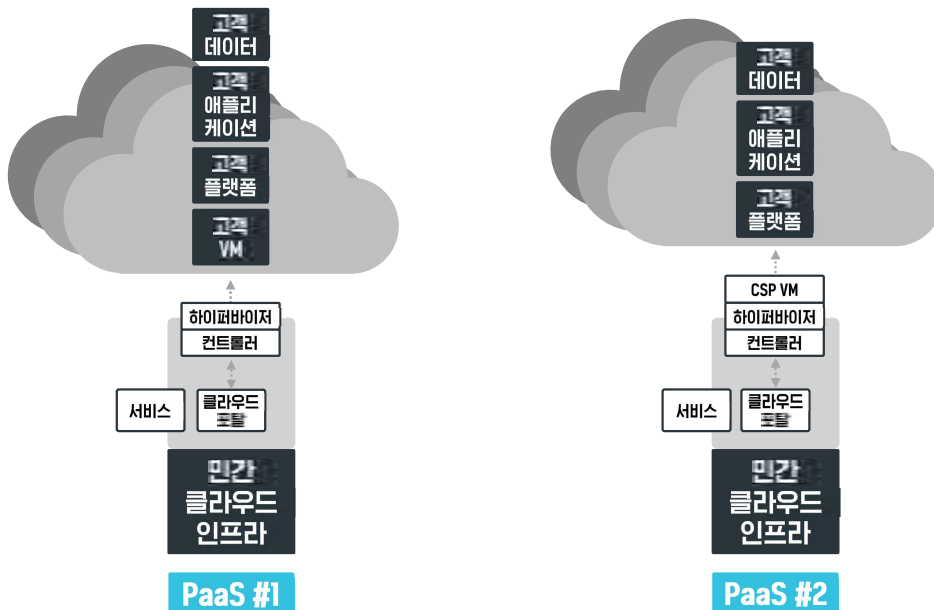 고객
데이터
고객
애플리
케이션
고객
플랫폼
고객
VM
하이퍼바이저
컨트롤러
서비스
클라우드
포탈
민간
클라우드
인프라
PaaS #1
고객
데이터
고객
애플리
케이션
고객
플랫폼
CSP VM
하이퍼바이저
컨트롤러
서비스
클라우드
포탈
민간
클라우드
인프라
PaaS #2